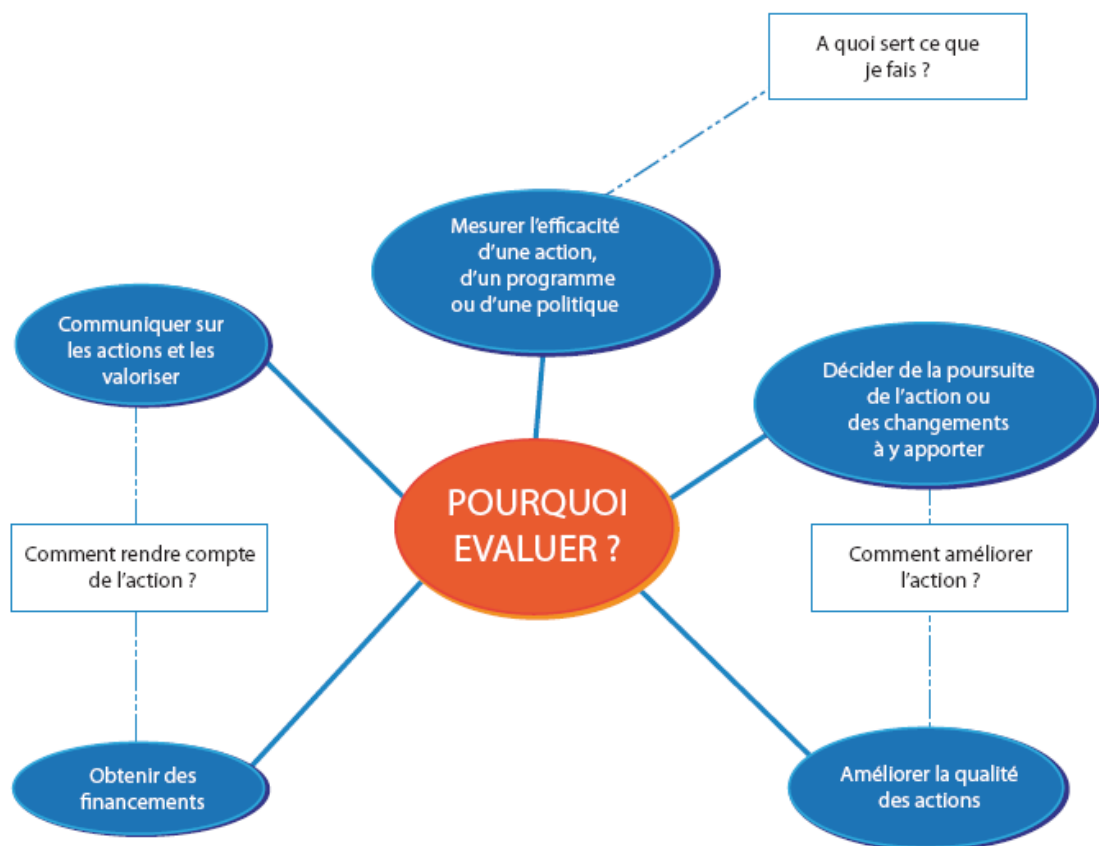 A quoi sert ce que
je fais ?
Mesurer l'efficacité
d'une action,
d'un programme
ou d'une politique
Communiquer sur
les actions et les
valoriser
Décider de la poursuite
de l'action ou
des changements
à y apporter
POURQUOI
EVALUER ?
Comment rendre compte
de l'action ?
Comment améliorer
l'action ?
Obtenir des
financements
Améliorer la qualité
des actions